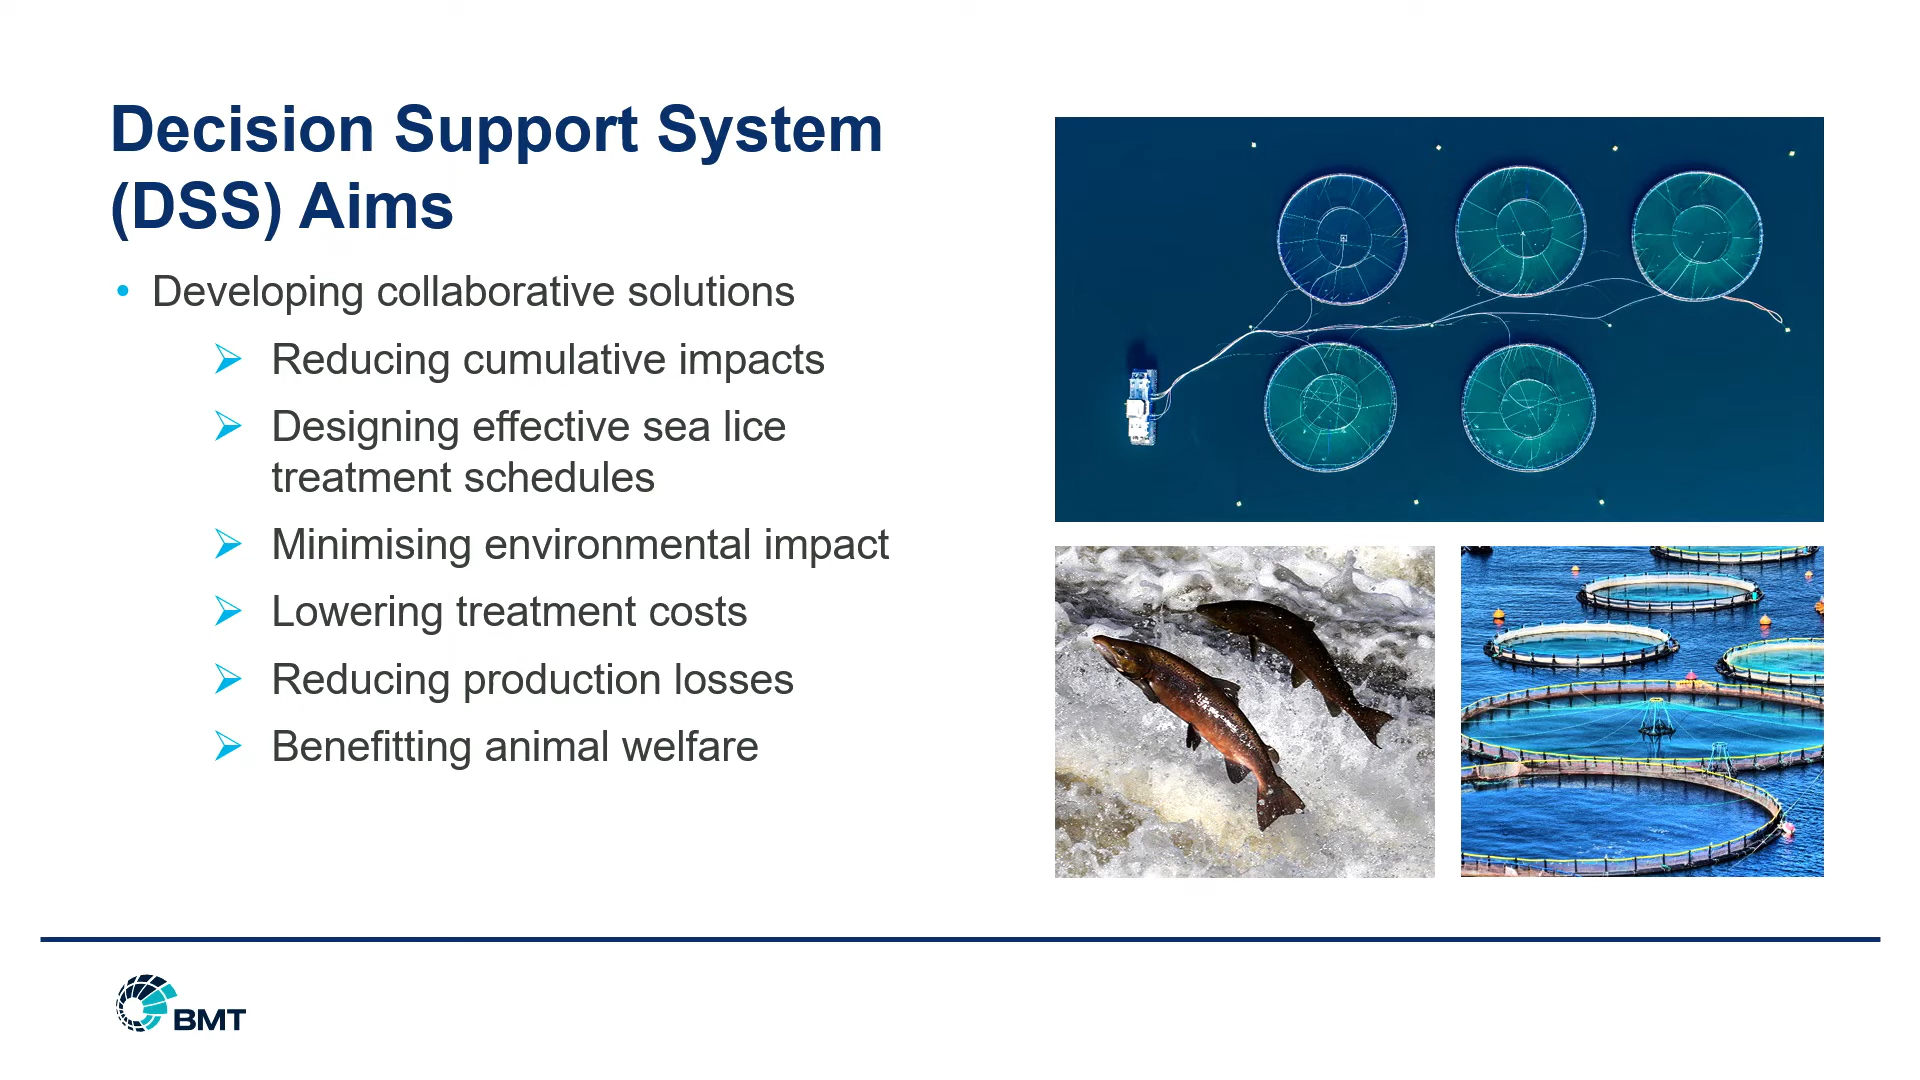 Decision Support System
(DSS) Aims
• Developing collaborative solutions
➢ Reducing cumulative impacts
➢ Designing effective sea lice
treatment schedules
➢ Minimising environmental impact
➢ Lowering treatment costs
➢ Reducing production losses
➢ Benefitting animal welfare
BMT